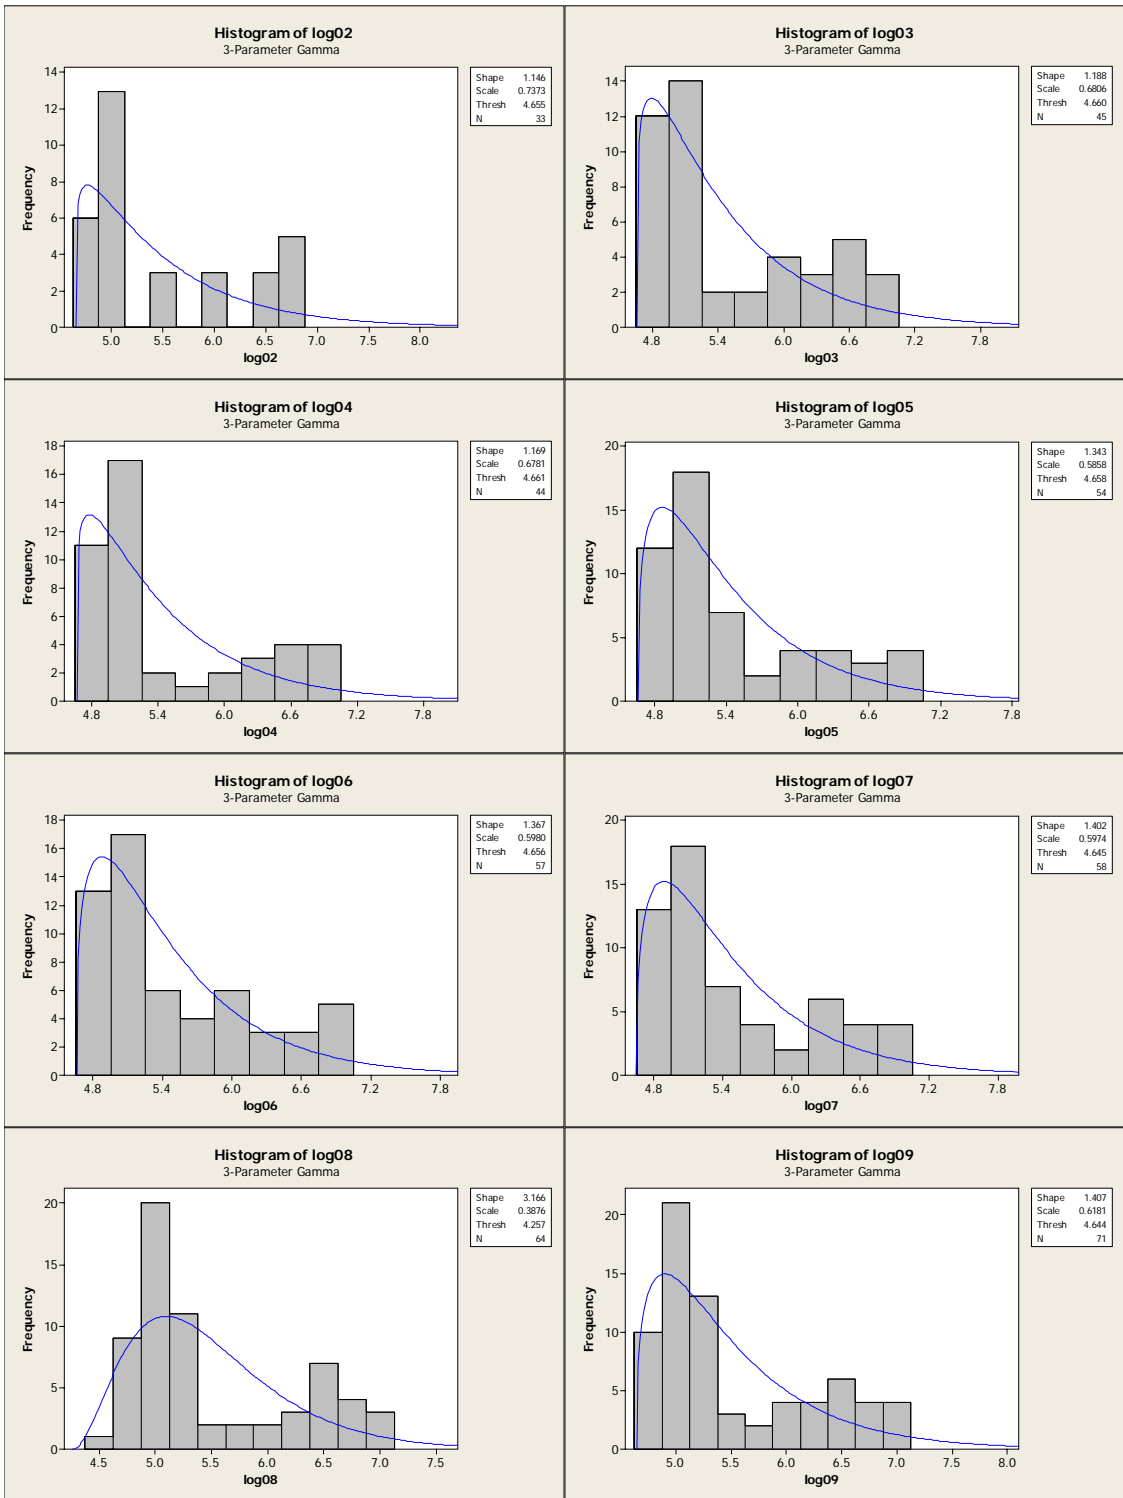 Histogram of log02
3-Parameter Gamma
Shape 1.146
Scale 0.7373
Thresh 4.655
N 33
14
12
10
8
6
4
2
0
Frequency
5.0 5.5 6.0 6.5 7.0 7.5 8.0
log02
Histogram of log03
3-Parameter Gamma
Shape 1.188
Scale 0.6806
Thresh 4.660
N 45
14
12
10
8
6
4
2
0
Frequency
4.8 5.4 6.0 6.6 7.2 7.8
log03
Histogram of log04
3-Parameter Gamma
Shape 1.169
Scale 0.6781
Thresh 4.661
N 44
18
16
14
12
10
8
6
4
2
0
Frequency
4.8 5.4 6.0 6.6 7.2 7.8
log04
Histogram of log05
3-Parameter Gamma
Shape 1.343
Scale 0.5858
Thresh 4.658
N 54
20
15
10
5
0
Frequency
4.8 5.4 6.0 6.6 7.2 7.8
log05
Histogram of log06
3-Parameter Gamma
Shape 1.367
Scale 0.5980
Thresh 4.656
N 57
18
16
14
12
10
8
6
4
2
0
Frequency
4.8 5.4 6.0 6.6 7.2 7.8
log06
Histogram of log07
3-Parameter Gamma
Shape 1.402
Scale 0.5974
Thresh 4.645
N 58
20
15
10
5
0
Frequency
4.8 5.4 6.0 6.6 7.2 7.8
log07
Histogram of log08
3-Parameter Gamma
Shape 3.166
Scale 0.3876
Thresh 4.257
N 64
20
15
10
5
0
Frequency
4.5 5.0 5.5 6.0 6.5 7.0 7.5
log08
Histogram of log09
3-Parameter Gamma
Shape 1.407
Scale 0.6181
Thresh 4.644
N 71
20
15
10
5
0
Frequency
5.0 5.5 6.0 6.5 7.0 7.5 8.0
log09